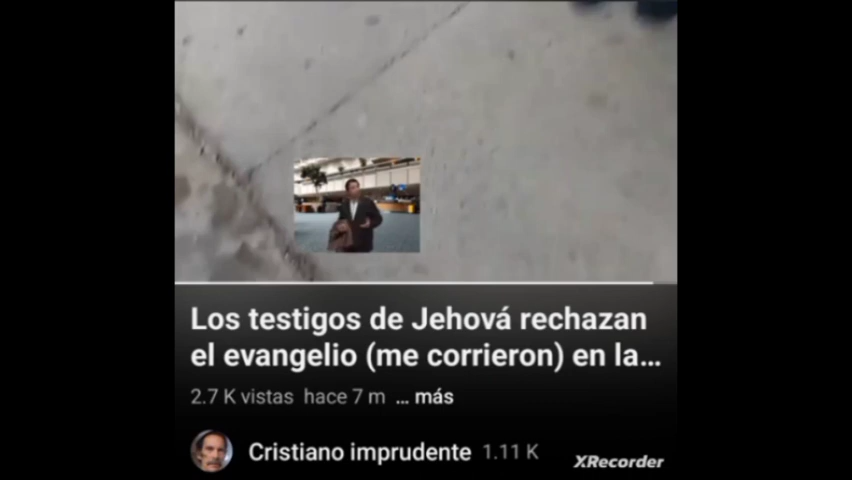 Los testigos de Jehová rechazan
el evangelio (me corrieron) en la...
2.7 K vistas hace 7 m ... más
Cristiano imprudente 1.11 K
XRecorder